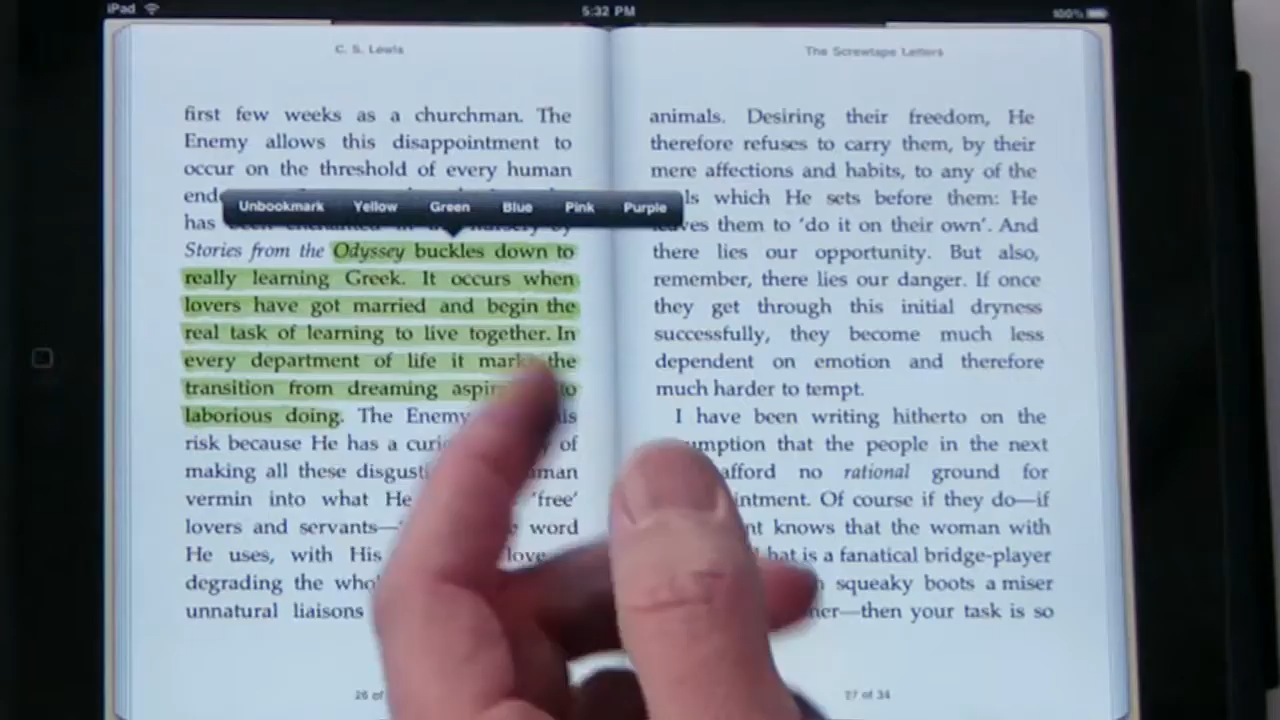 iPad
5:32 PM
100%
C. S. Lewis
first few weeks as a churchman. The
Enemy allows this disappointment to
occur on the threshold of every human
Unbookmark Yellow Green Blue Pink Purple
has
Stories from the Odyssey buckles down to
really learning Greek. It occurs when
lovers have got married and begin the
real task of learning to live together. In
every department of life it marks the
transition from dreaming to
laborious doing. The Enemy
risk because He has a of
making all these
vermin into what He 'free'
lovers and servants— word
He uses, with His love
degrading the
unnatural liaisons
26 of
The Screwtape Letters
animals. Desiring their freedom, He
therefore refuses to carry them, by their
mere affections and habits, to any of the
which He sets before them: He
them to 'do it on their own'. And
there lies our opportunity. But also,
remember, there lies our danger. If once
they get through this initial dryness
successfully, they become much less
dependent on emotion and therefore
much harder to tempt.
I have been writing hitherto on the
that the people in the next
afford no rational ground for
Of course if they do—if
knows that the woman with
is a fanatical bridge-player
squeaky boots a miser
then your task is so
27 of 34